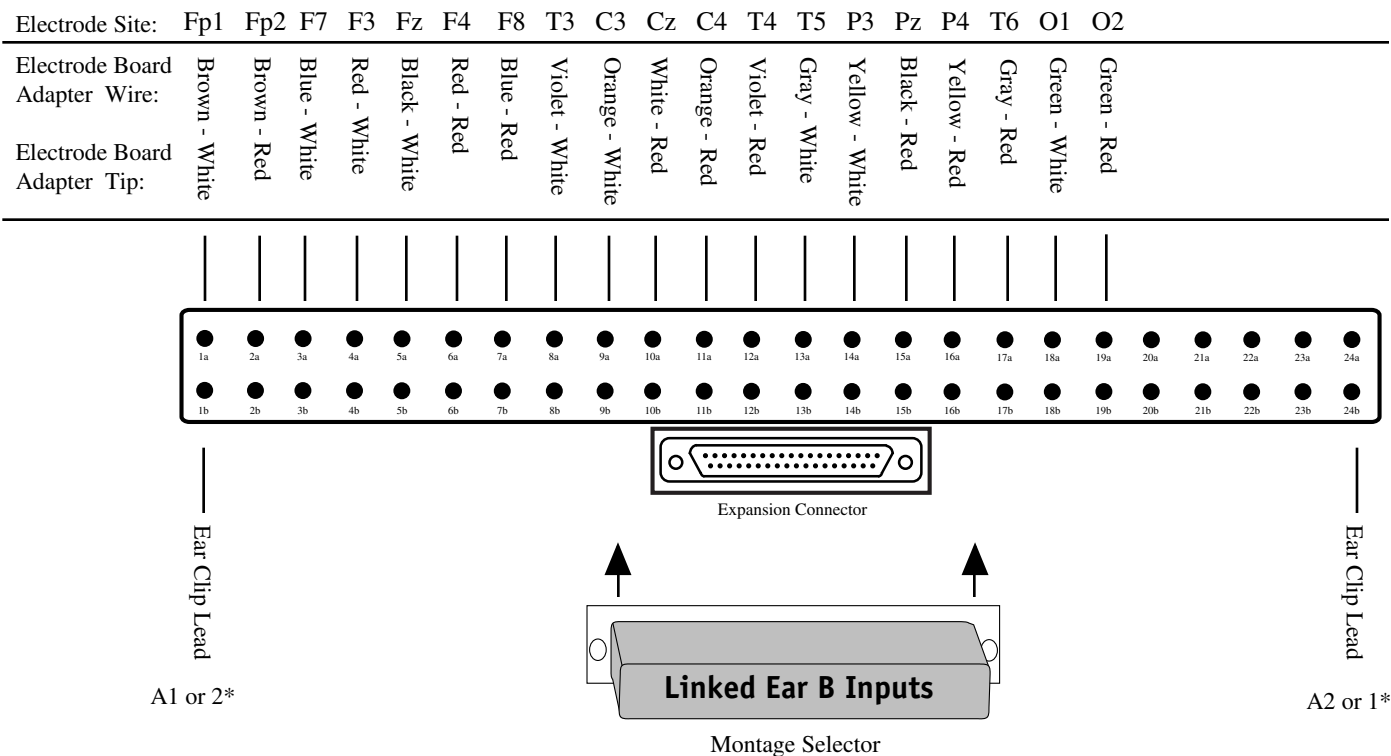 Electrode Site: Fp1 Fp2 F7 F3 Fz F4 F8 T3 C3 Cz C4 T4 T5 P3 Pz P4 T6 O1 O2
Electrode Board
Adapter Wire:
Electrode Board
Adapter Tip:
Brown - White
Brown - Red
Blue - White
Red - White
Black - White
Red - Red
Blue - Red
Violet - White
Orange - White
White - Red
Orange - Red
Violet - Red
Gray - White
Yellow - White
Black - Red
Yellow - Red
Gray - Red
Green - White
Green - Red
1a 2a 3a 4a 5a 6a 7a 8a 9a 10a 11a 12a 13a 14a 15a 16a 17a 18a 19a 20a 21a 22a 23a 24a
1b 2b 3b 4b 5b 6b 7b 8b 9b 10b 11b 12b 13b 14b 15b 16b 17b 18b 19b 20b 21b 22b 23b 24b
Expansion Connector
Ear Clip Lead
Ear Clip Lead
Linked Ear B Inputs
A1 or 2*
A2 or 1*
Montage Selector